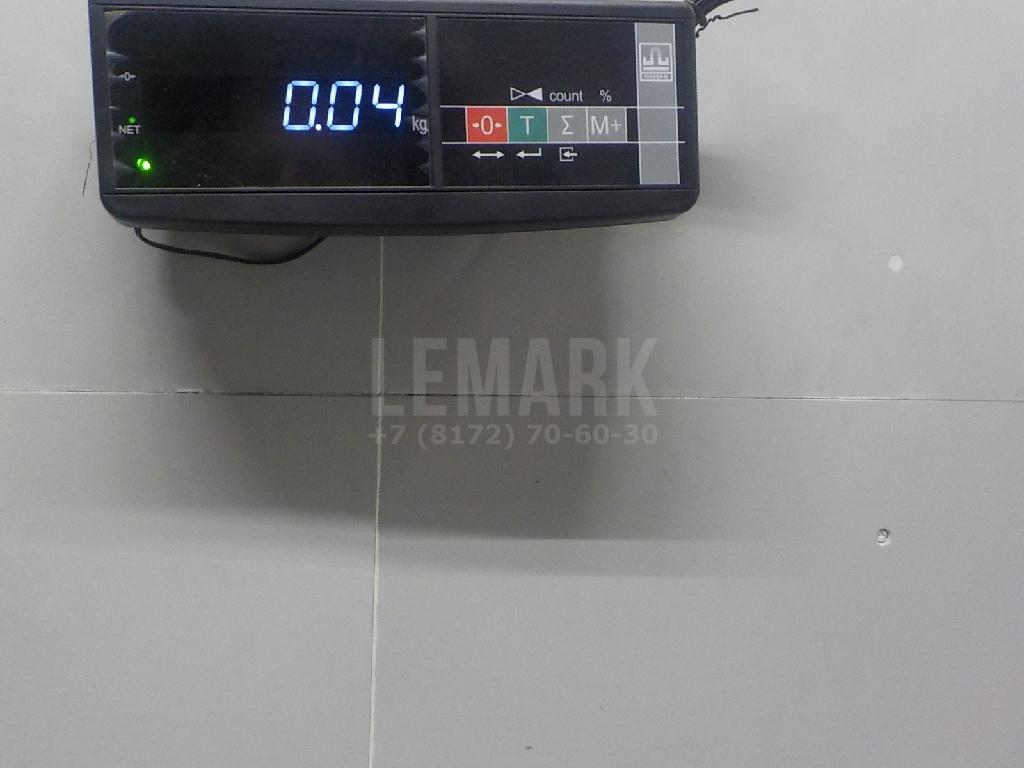 →0←
NET
0.04 kg
count %
→0← T Σ M+
LEMARK
+7 (8172) 70-60-30